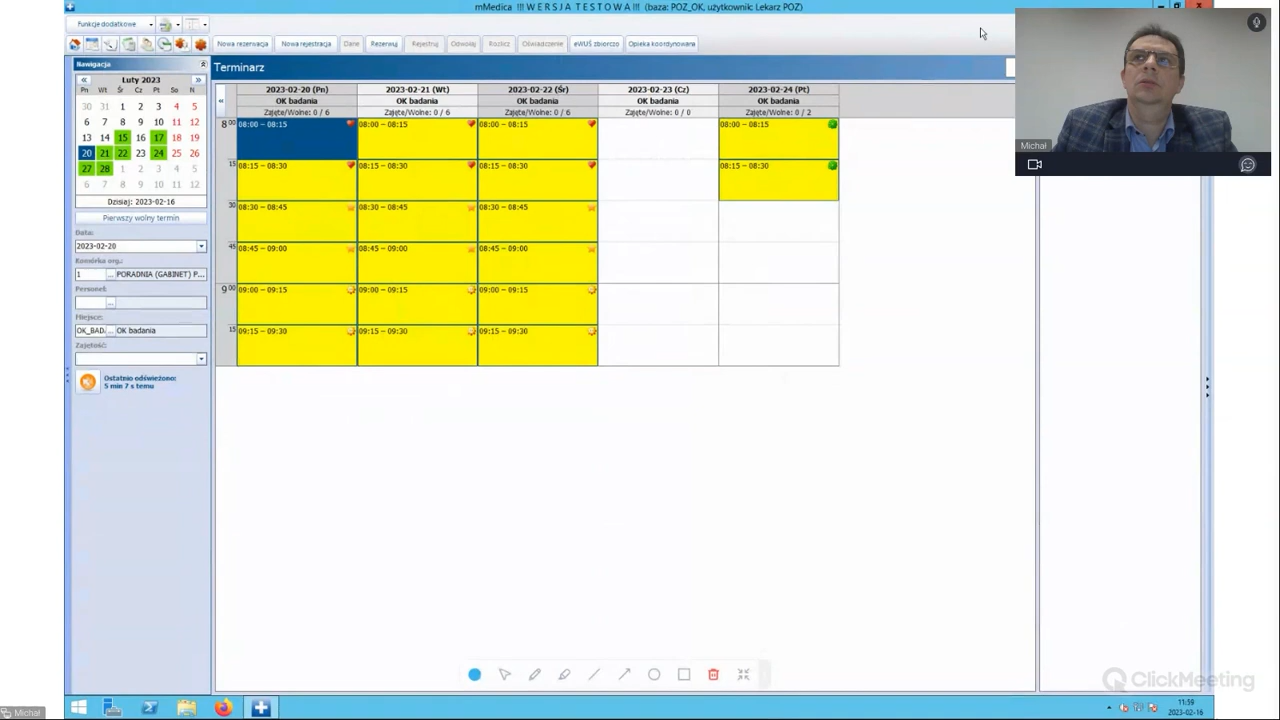 mMedica !!! W E R S J A T E S T O W A !!! (baza: POZ_OK, użytkownik: Lekarz POZ)
Funkcje dodatkowe
Nowa rezerwacja Nowa rejestracja Dane Rezerwuj Rejestruj Odwołaj Rozlicz Oświadczenie eWUŚ zbiorczo Opieka koordynowana
Nawigacja
Terminarz
« Luty 2023 »
Pn Wt Śr Cz Pt So N
30 31 1 2 3 4 5
6 7 8 9 10 11 12
13 14 15 16 17 18 19
20 21 22 23 24 25 26
27 28 1 2 3 4 5
6 7 8 9 10 11 12
Dzisiaj: 2023-02-16
Pierwszy wolny termin
Data:
2023-02-20
Komórka org.:
1 ... PORADNIA (GABINET) P...
Personel:
...
Miejsce:
OK_BAD... OK badania
Zajętość:
Ostatnio odświeżono:
5 min 7 s temu
«
2023-02-20 (Pn) 2023-02-21 (Wt) 2023-02-22 (Śr) 2023-02-23 (Cz) 2023-02-24 (Pt)
OK badania OK badania OK badania OK badania OK badania
Zajęte/Wolne: 0 / 6 Zajęte/Wolne: 0 / 6 Zajęte/Wolne: 0 / 6 Zajęte/Wolne: 0 / 0 Zajęte/Wolne: 0 / 2
8 00 08:00 – 08:15 08:00 – 08:15 08:00 – 08:15 08:00 – 08:15
15 08:15 – 08:30 08:15 – 08:30 08:15 – 08:30 08:15 – 08:30
30 08:30 – 08:45 08:30 – 08:45 08:30 – 08:45
45 08:45 – 09:00 08:45 – 09:00 08:45 – 09:00
9 00 09:00 – 09:15 09:00 – 09:15 09:00 – 09:15
15 09:15 – 09:30 09:15 – 09:30 09:15 – 09:30
Michał
ClickMeeting
Michał
11:59
2023-02-16